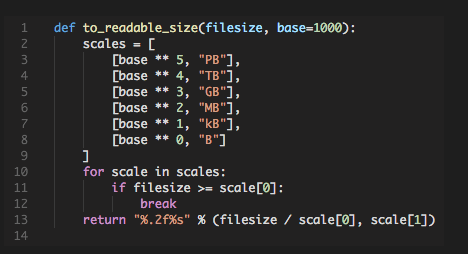 1 def to_readable_size(filesize, base=1000):
2     scales = [
3         [base ** 5, "PB"],
4         [base ** 4, "TB"],
5         [base ** 3, "GB"],
6         [base ** 2, "MB"],
7         [base ** 1, "kB"],
8         [base ** 0, "B"]
9     ]
10     for scale in scales:
11         if filesize >= scale[0]:
12             break
13     return "%.2f%s" % (filesize / scale[0], scale[1])
14